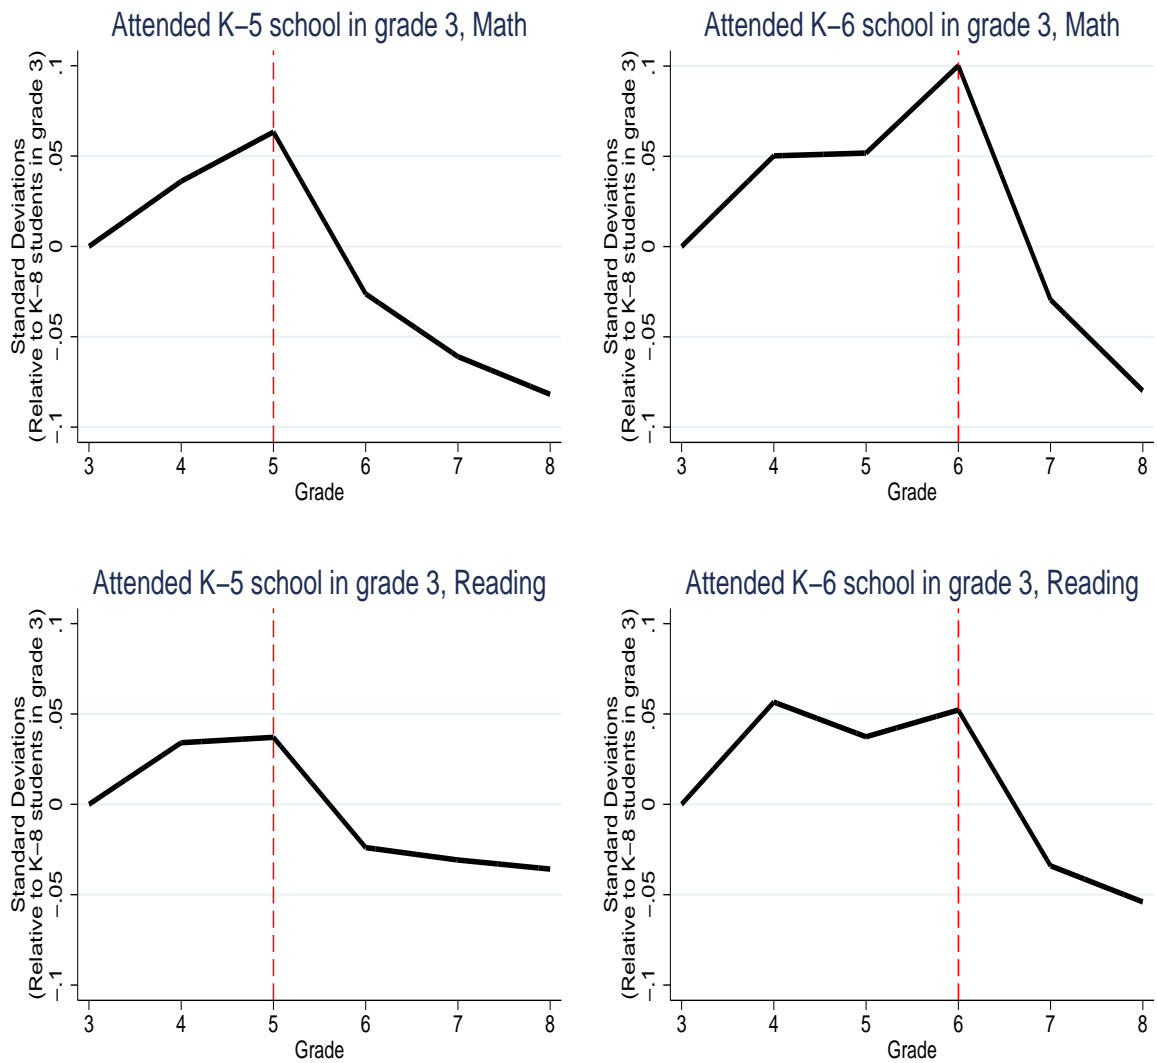 Attended K–5 school in grade 3, Math
Standard Deviations
(Relative to K–8 students in grade 3)
.1
.05
0
–.05
–.1
3 4 5 6 7 8
Grade
Attended K–6 school in grade 3, Math
Standard Deviations
(Relative to K–8 students in grade 3)
.1
.05
0
–.05
–.1
3 4 5 6 7 8
Grade
Attended K–5 school in grade 3, Reading
Standard Deviations
(Relative to K–8 students in grade 3)
.1
.05
0
–.05
–.1
3 4 5 6 7 8
Grade
Attended K–6 school in grade 3, Reading
Standard Deviations
(Relative to K–8 students in grade 3)
.1
.05
0
–.05
–.1
3 4 5 6 7 8
Grade